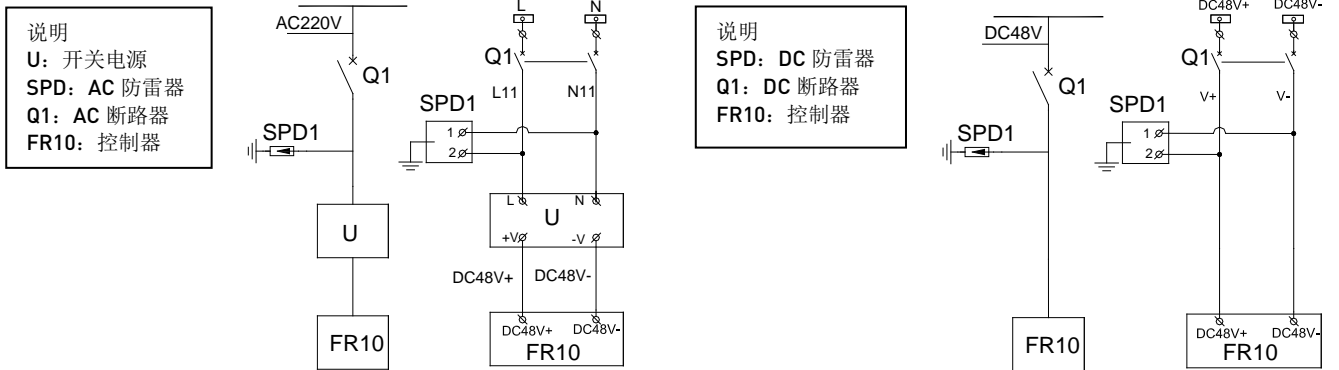 说明
U：开关电源
SPD：AC 防雷器
Q1：AC 断路器
FR10：控制器
AC220V
Q1
SPD1
U
FR10
L
N
Q1
L11
N11
SPD1
1
2
L
N
U
+V
-V
DC48V+
DC48V-
DC48V+
DC48V-
FR10
说明
SPD：DC 防雷器
Q1：DC 断路器
FR10：控制器
DC48V
Q1
SPD1
FR10
DC48V+
DC48V-
Q1
V+
V-
SPD1
1
2
DC48V+
DC48V-
FR10